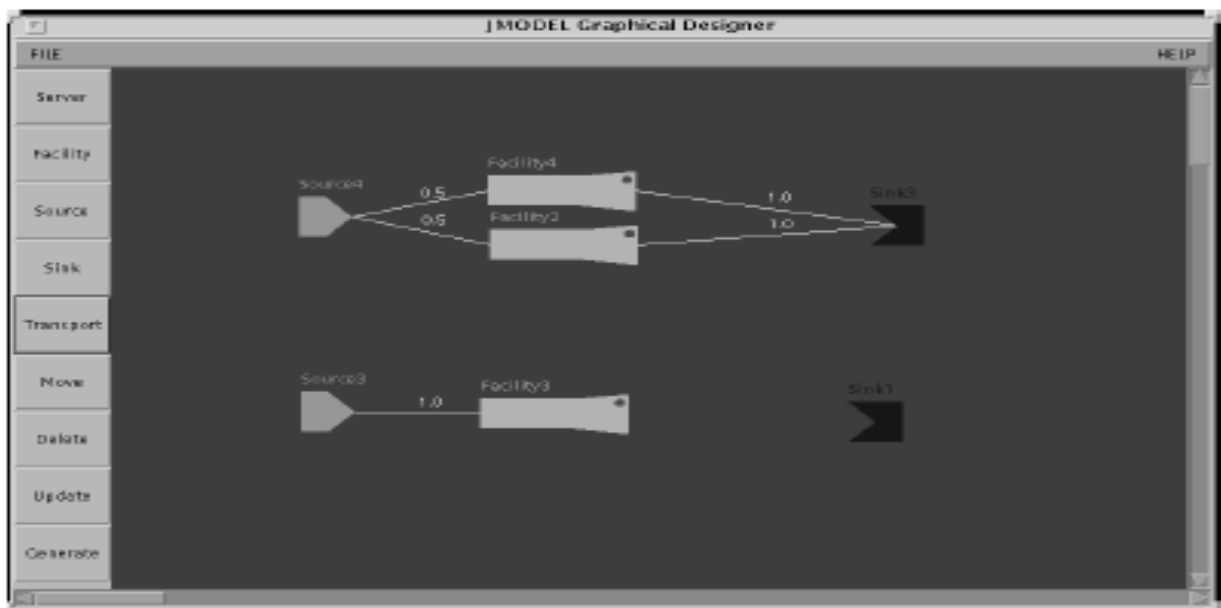 JMODEL Graphical Designer
FILE
HELP
Server
Facility
Source
Sink
Transport
Move
Delete
Update
Generate
Facility4
Source4
0.5
1.0
Sink3
Facility2
0.5
1.0
Source3
Facility3
1.0
Sink1